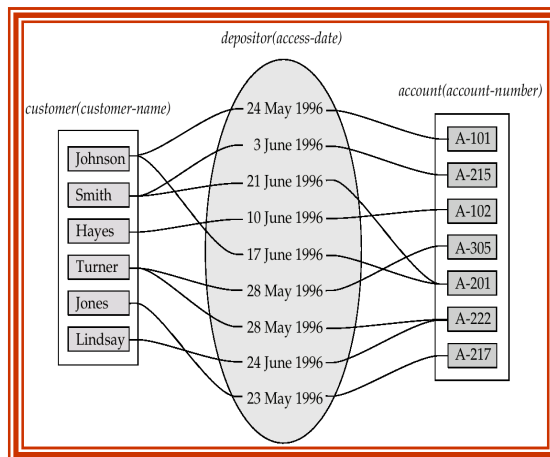 depositor(access-date)
customer(customer-name)
account(account-number)
Johnson
Smith
Hayes
Turner
Jones
Lindsay
24 May 1996
3 June 1996
21 June 1996
10 June 1996
17 June 1996
28 May 1996
28 May 1996
24 June 1996
23 May 1996
A-101
A-215
A-102
A-305
A-201
A-222
A-217